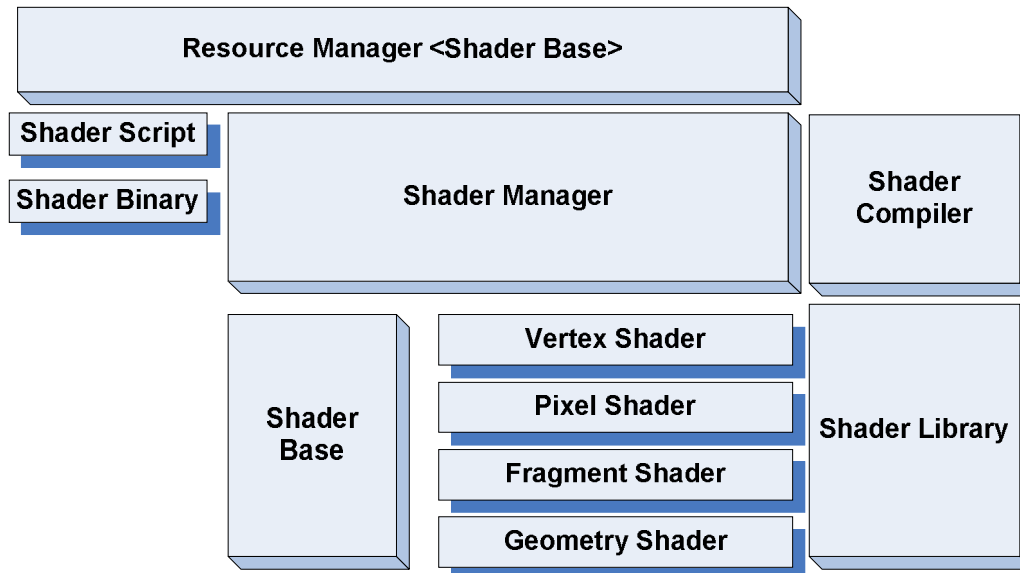 Resource Manager <Shader Base>
Shader Script
Shader Binary
Shader Manager
Shader
Compiler
Shader
Base
Vertex Shader
Pixel Shader
Fragment Shader
Geometry Shader
Shader Library